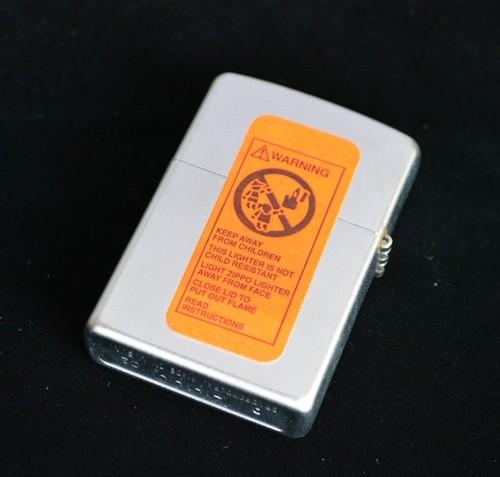 WARNING
KEEP AWAY
FROM CHILDREN
THIS LIGHTER IS NOT
CHILD RESISTANT
LIGHT ZIPPO LIGHTER
AWAY FROM FACE
CLOSE LID TO
PUT OUT FLAME
READ
INSTRUCTIONS